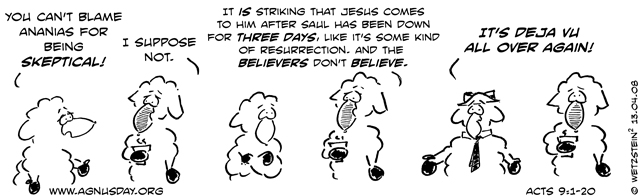 YOU CAN'T BLAME
ANANIAS FOR
BEING
SKEPTICAL!
I SUPPOSE
NOT.
IT IS STRIKING THAT JESUS COMES
TO HIM AFTER SAUL HAS BEEN DOWN
FOR THREE DAYS, LIKE IT'S SOME KIND
OF RESURRECTION. AND THE
BELIEVERS DON'T BELIEVE.
IT'S DEJA VU
ALL OVER AGAIN!
WETZSTEIN² 13.04.08
WWW.AGNUSDAY.ORG
ACTS 9:1-20